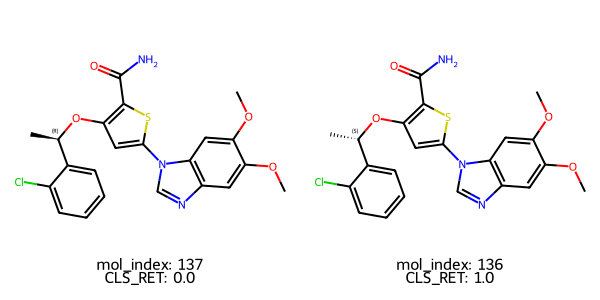 O NH₂ O NH₂
(R) O S O (S) O S O
Cl N O Cl N O
N N
mol_index: 137 mol_index: 136
CLS_RET: 0.0 CLS_RET: 1.0